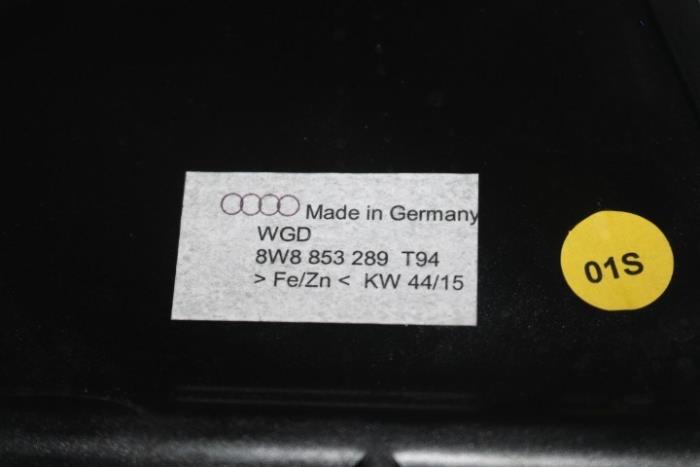 Made in Germany
WGD
8W8 853 289 T94
> Fe/Zn < KW 44/15
01S